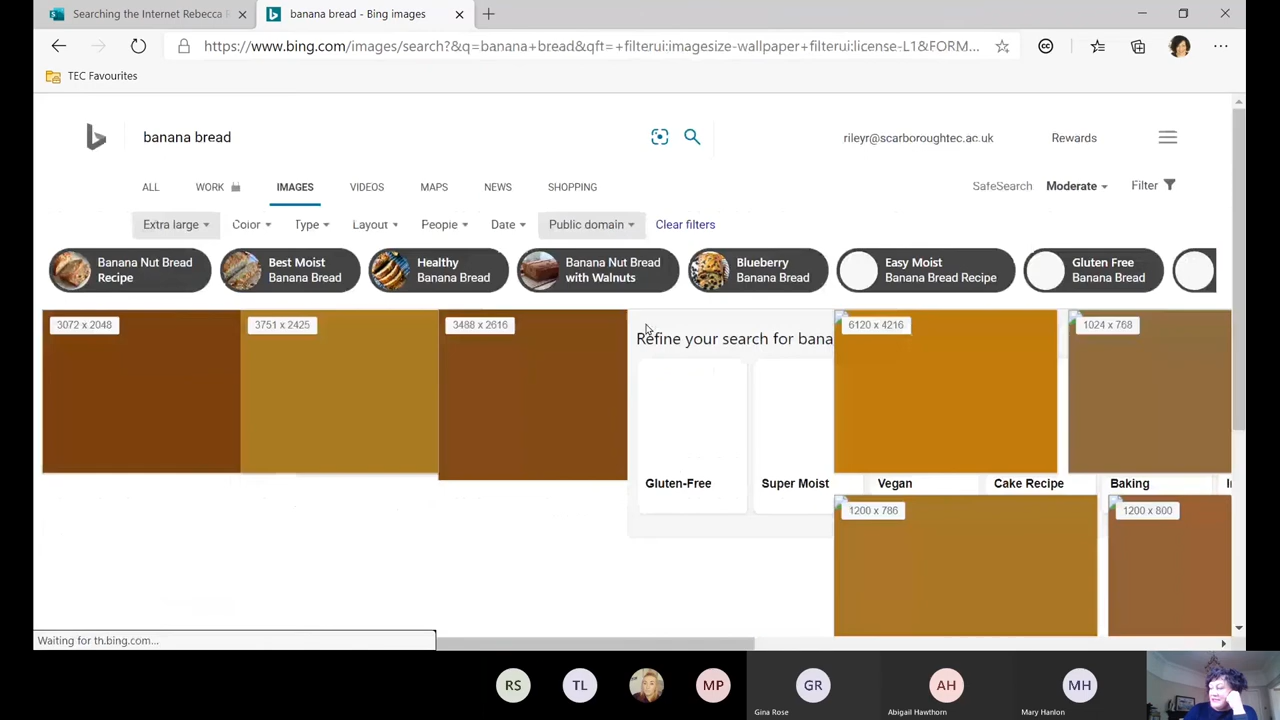 Searching the Internet Rebecca
banana bread - Bing images
https://www.bing.com/images/search?&q=banana+bread&qft=+filterui:imagesize-wallpaper+filterui:license-L1&FORM...
TEC Favourites
banana bread
rileyr@scarboroughtec.ac.uk
Rewards
ALL
WORK
IMAGES
VIDEOS
MAPS
NEWS
SHOPPING
SafeSearch
Moderate
Filter
Extra large
Color
Type
Layout
People
Date
Public domain
Clear filters
Banana Nut Bread
Recipe
Best Moist
Banana Bread
Healthy
Banana Bread
Banana Nut Bread
with Walnuts
Blueberry
Banana Bread
Easy Moist
Banana Bread Recipe
Gluten Free
Banana Bread
3072 x 2048
3751 x 2425
3488 x 2616
Refine your search for bana
6120 x 4216
1024 x 768
Gluten-Free
Super Moist
Vegan
Cake Recipe
Baking
1200 x 786
1200 x 800
Waiting for th.bing.com...
RS
TL
MP
GR
Gina Rose
AH
Abigail Hawthorn
MH
Mary Hanlon